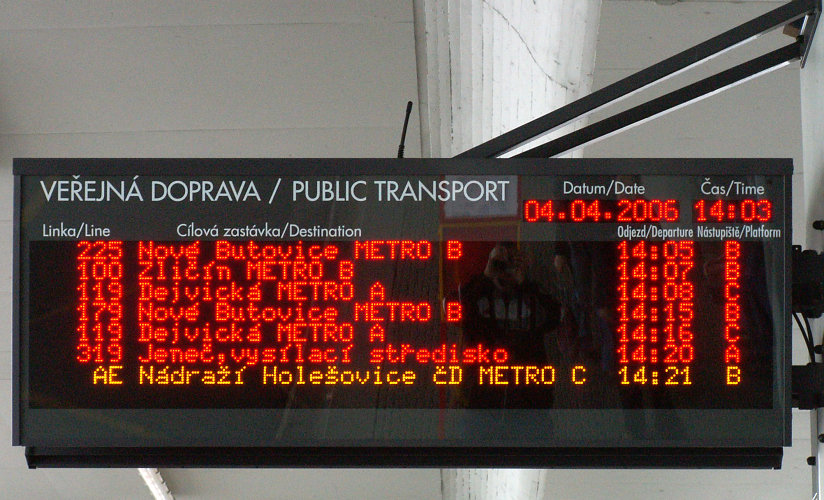 VEŘEJNÁ DOPRAVA / PUBLIC TRANSPORT Datum/Date Čas/Time
04.04.2006 14:03
Linka/Line Cílová zastávka/Destination Odjezd/Departure Nástupiště/Platform
225 Nové Butovice METRO B 14:05 B
100 Zličín METRO B 14:07 B
119 Dejvická METRO A 14:08 C
179 Nové Butovice METRO B 14:15 B
119 Dejvická METRO A 14:16 C
319 Jeneč,vysílací středisko 14:20 A
AE Nádraží Holešovice čD METRO C 14:21 B